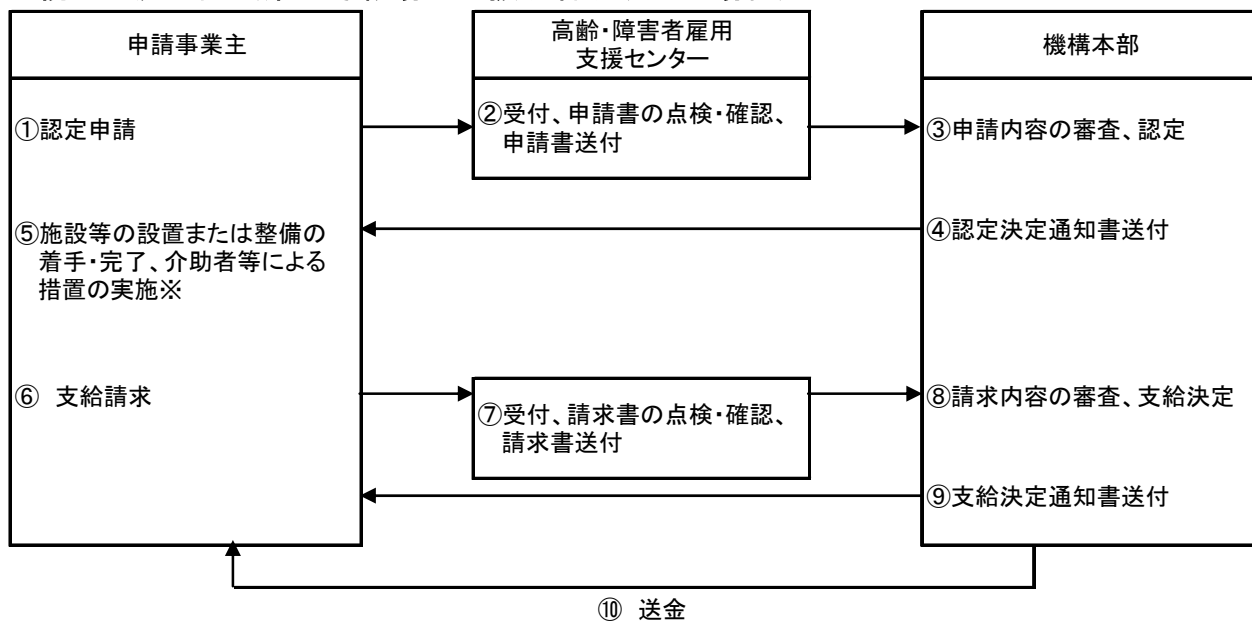 申請事業主
高齢・障害者雇用
支援センター
機構本部
①認定申請
②受付、申請書の点検・確認、
申請書送付
③申請内容の審査、認定
④認定決定通知書送付
⑤施設等の設置または整備の
着手・完了、介助者等による
措置の実施※
⑥ 支給請求
⑦受付、請求書の点検・確認、
請求書送付
⑧請求内容の審査、支給決定
⑨支給決定通知書送付
⑩ 送金